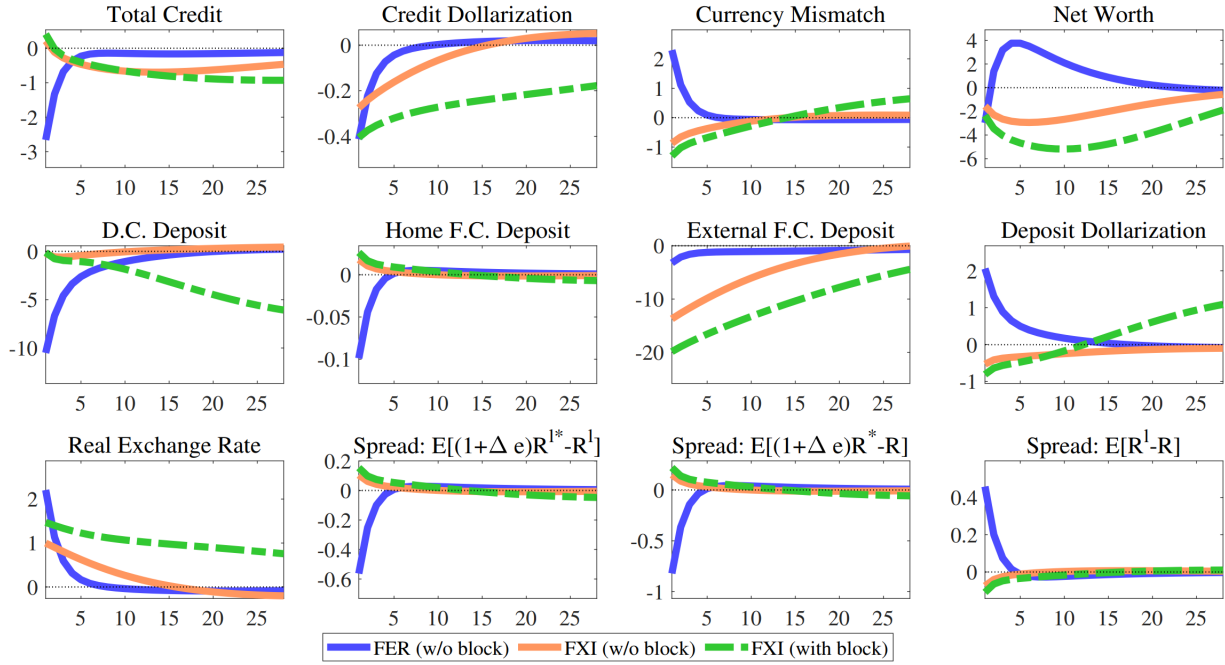 Total Credit
Credit Dollarization
Currency Mismatch
Net Worth
0
-1
-2
-3
5 10 15 20 25
0
-0.2
-0.4
5 10 15 20 25
2
1
0
-1
5 10 15 20 25
4
2
0
-2
-4
-6
5 10 15 20 25
D.C. Deposit
Home F.C. Deposit
External F.C. Deposit
Deposit Dollarization
0
-5
-10
5 10 15 20 25
0.05
0
-0.05
-0.1
5 10 15 20 25
0
-10
-20
5 10 15 20 25
2
1
0
-1
5 10 15 20 25
Real Exchange Rate
Spread: E[(1+Δ e)R^l*-R^l]
Spread: E[(1+Δ e)R^*-R]
Spread: E[R^l-R]
2
1
0
5 10 15 20 25
0.2
0
-0.2
-0.4
-0.6
5 10 15 20 25
0
-0.5
-1
5 10 15 20 25
0.4
0.2
0
5 10 15 20 25
FER (w/o block) FXI (w/o block) FXI (with block)